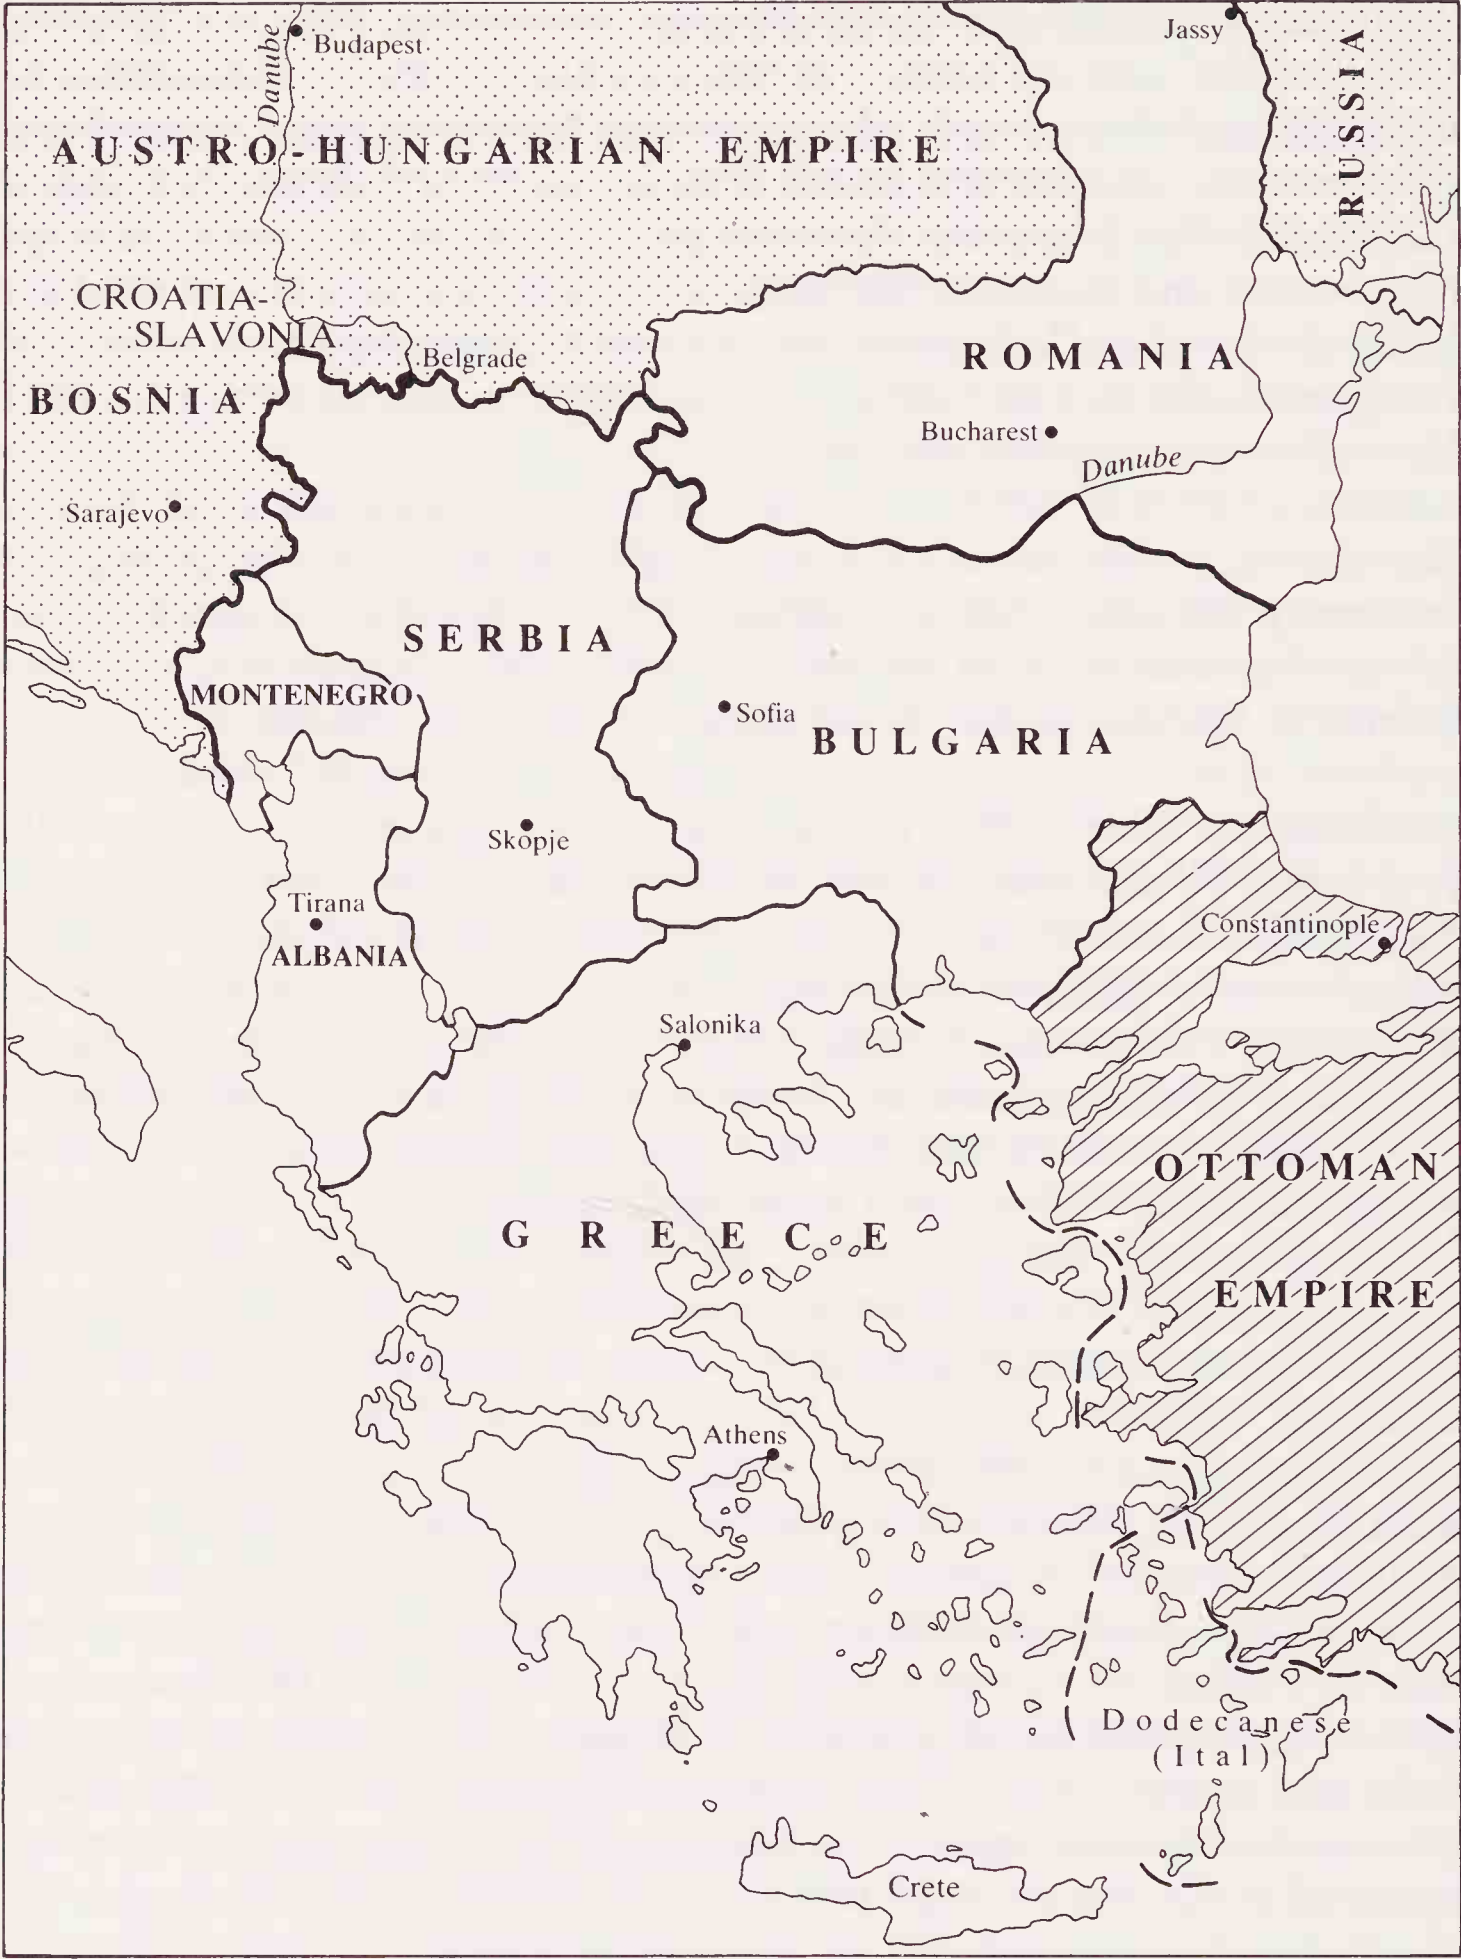 Jassy
Budapest
Danube
RUSSIA
AUSTRO-HUNGARIAN EMPIRE
CROATIA-
SLAVONIA
Belgrade
ROMANIA
BOSNIA
Bucharest
Danube
Sarajevo
SERBIA
MONTENEGRO
Sofia
BULGARIA
Skopje
Tirana
Constantinople
ALBANIA
Salonika
OTTOMAN
GREECE
EMPIRE
Athens
Dodecanese
(Ital)
Crete